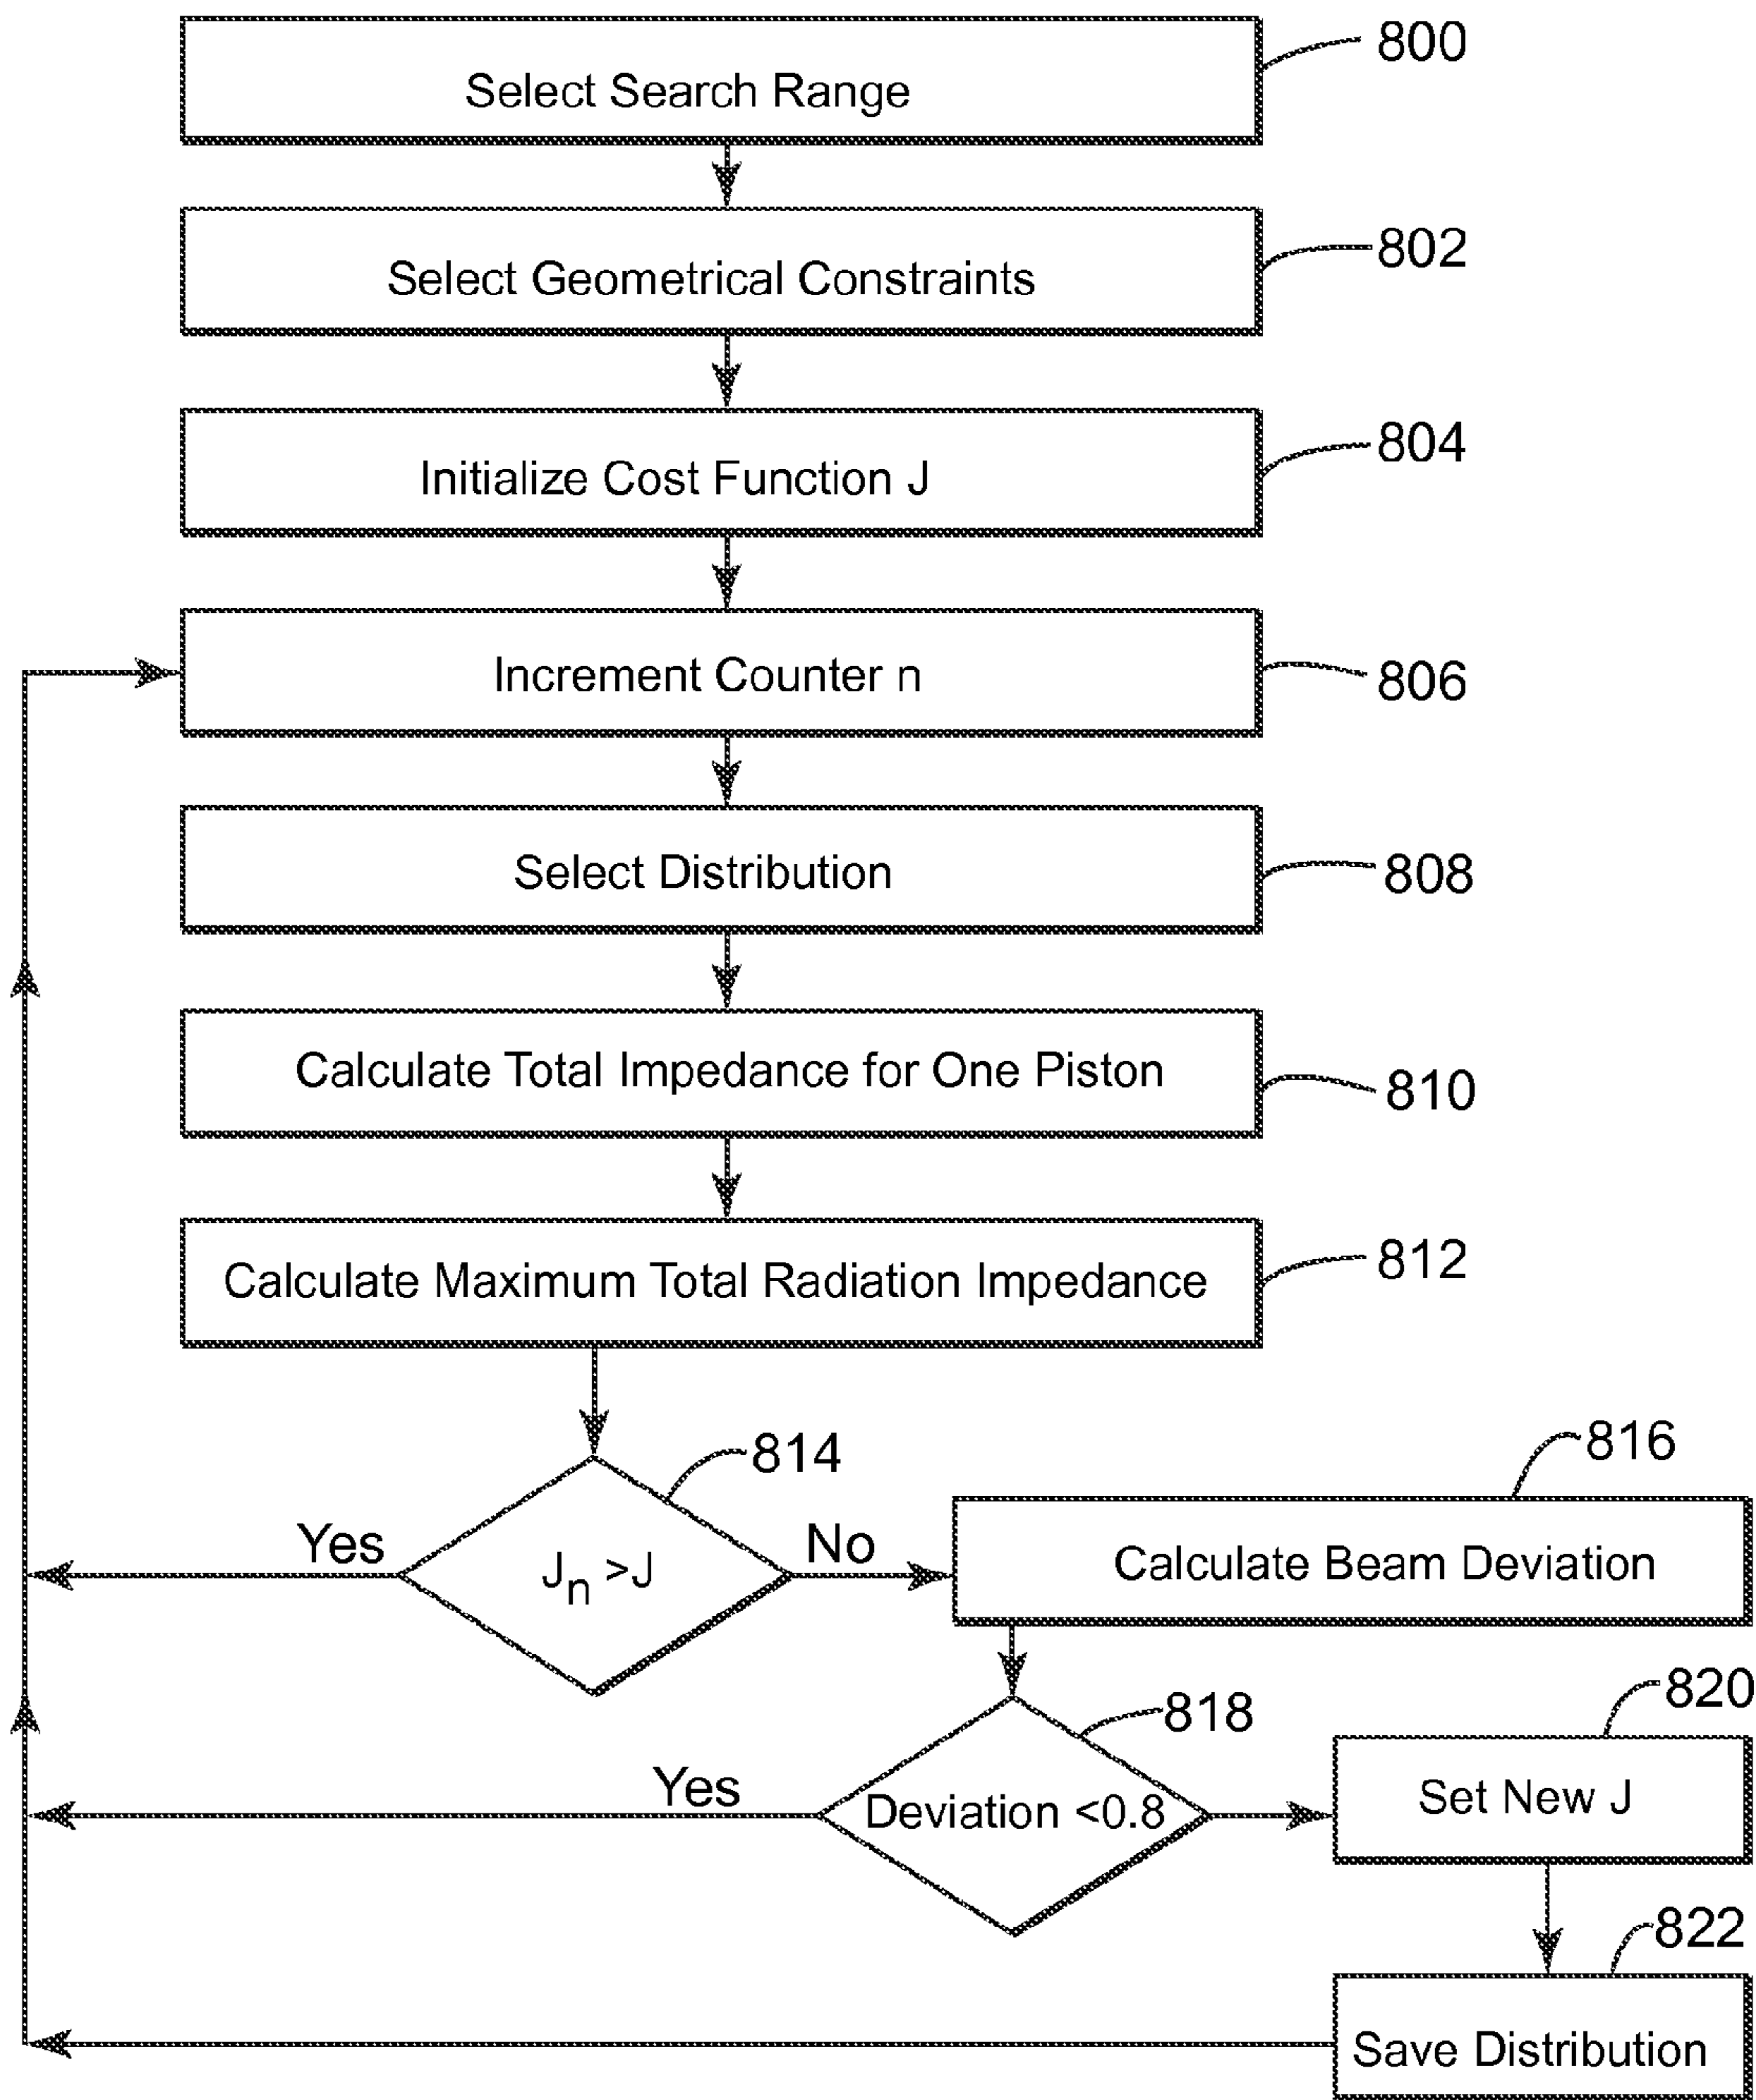 Select Search Range
800
Select Geometrical Constraints
802
Initialize Cost Function J
804
Increment Counter n
806
Select Distribution
808
Calculate Total Impedance for One Piston
810
Calculate Maximum Total Radiation Impedance
812
814
Yes
Jn >J
No
816
Calculate Beam Deviation
818
Yes
Deviation <0.8
820
Set New J
822
Save Distribution